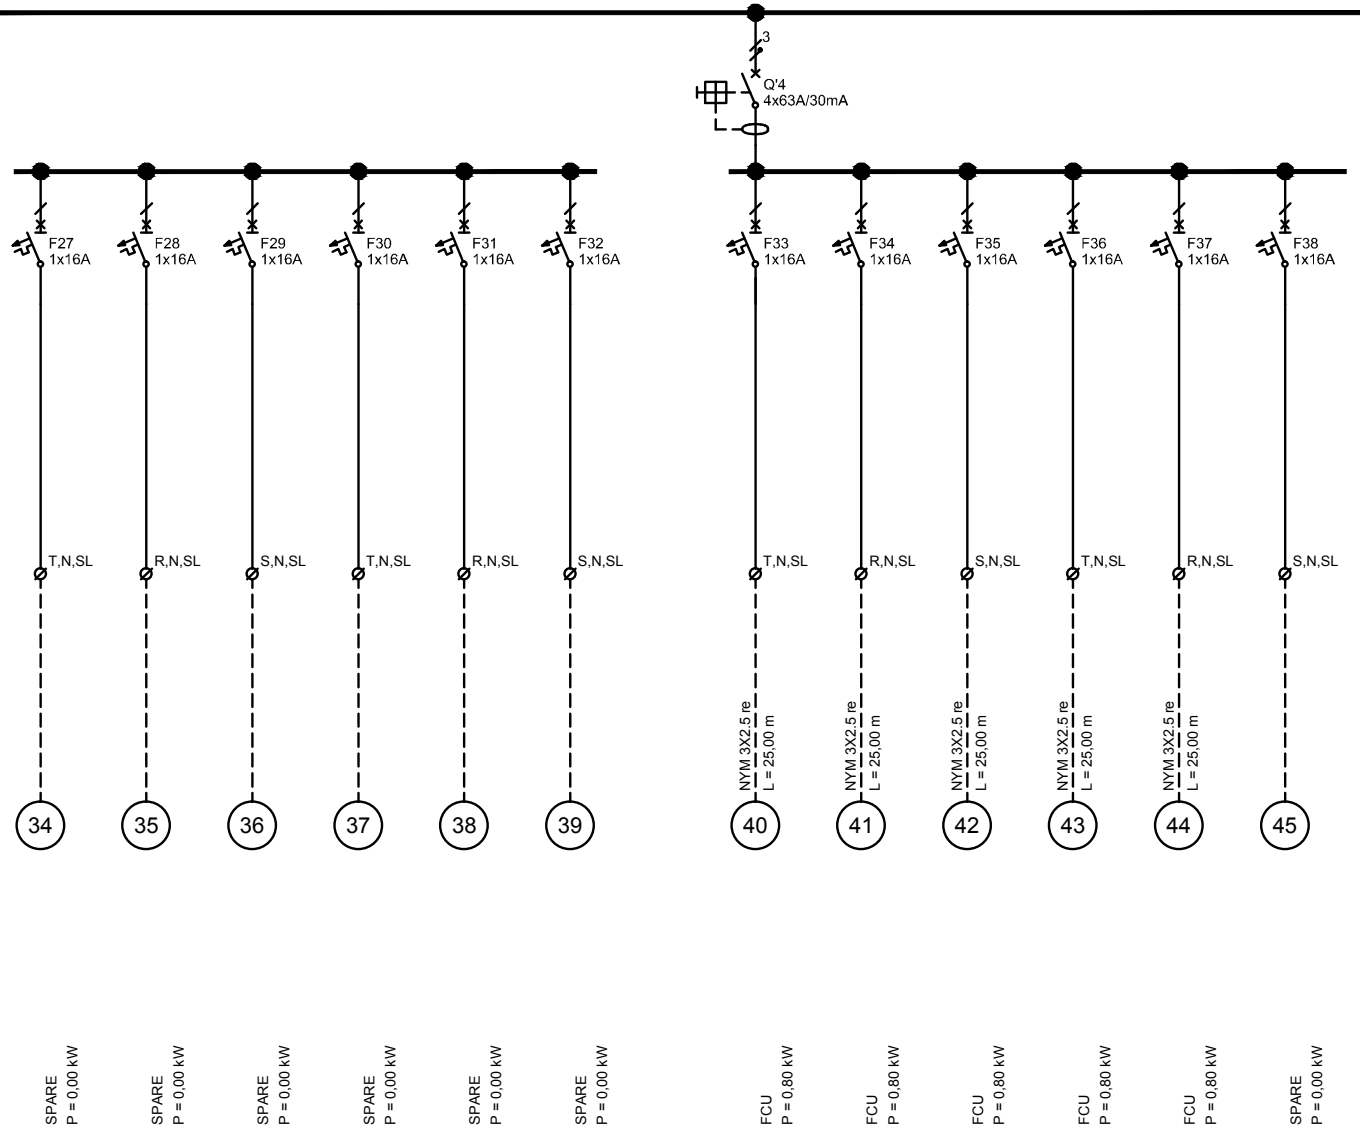 3
Q'4
4x63A/30mA
F27
1x16A
F28
1x16A
F29
1x16A
F30
1x16A
F31
1x16A
F32
1x16A
F33
1x16A
F34
1x16A
F35
1x16A
F36
1x16A
F37
1x16A
F38
1x16A
T,N,SL
R,N,SL
S,N,SL
T,N,SL
R,N,SL
S,N,SL
T,N,SL
R,N,SL
S,N,SL
T,N,SL
R,N,SL
S,N,SL
NYM 3X2.5 re
L = 25,00 m
NYM 3X2.5 re
L = 25,00 m
NYM 3X2.5 re
L = 25,00 m
NYM 3X2.5 re
L = 25,00 m
NYM 3X2.5 re
L = 25,00 m
34
35
36
37
38
39
40
41
42
43
44
45
SPARE
P = 0,00 kW
SPARE
P = 0,00 kW
SPARE
P = 0,00 kW
SPARE
P = 0,00 kW
SPARE
P = 0,00 kW
SPARE
P = 0,00 kW
FCU
P = 0,80 kW
FCU
P = 0,80 kW
FCU
P = 0,80 kW
FCU
P = 0,80 kW
FCU
P = 0,80 kW
SPARE
P = 0,00 kW